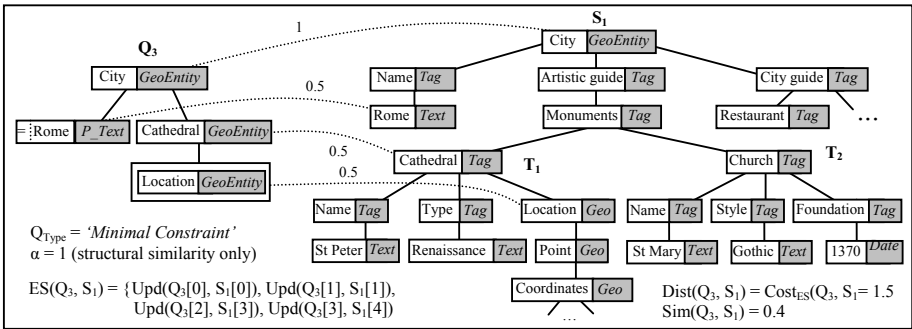 S1
1
City GeoEntity
Q3
City GeoEntity
Name Tag
Artistic guide Tag
City guide Tag
0.5
= Rome P_Text
Cathedral GeoEntity
Rome Text
Monuments Tag
Restaurant Tag
...
0.5
Cathedral Tag
T1
Church Tag
T2
0.5
Location GeoEntity
Name Tag
Type Tag
Location Geo
Name Tag
Style Tag
Foundation Tag
QType = ‘Minimal Constraint’
St Peter Text
Renaissance Text
Point Geo
St Mary Text
Gothic Text
1370 Date
α = 1 (structural similarity only)
Coordinates Geo
...
ES(Q3, S1) = {Upd(Q3[0], S1[0]), Upd(Q3[1], S1[1]),
Upd(Q3[2], S1[3]), Upd(Q3[3], S1[4])
Dist(Q3, S1) = CostES(Q3, S1= 1.5
Sim(Q3, S1) = 0.4